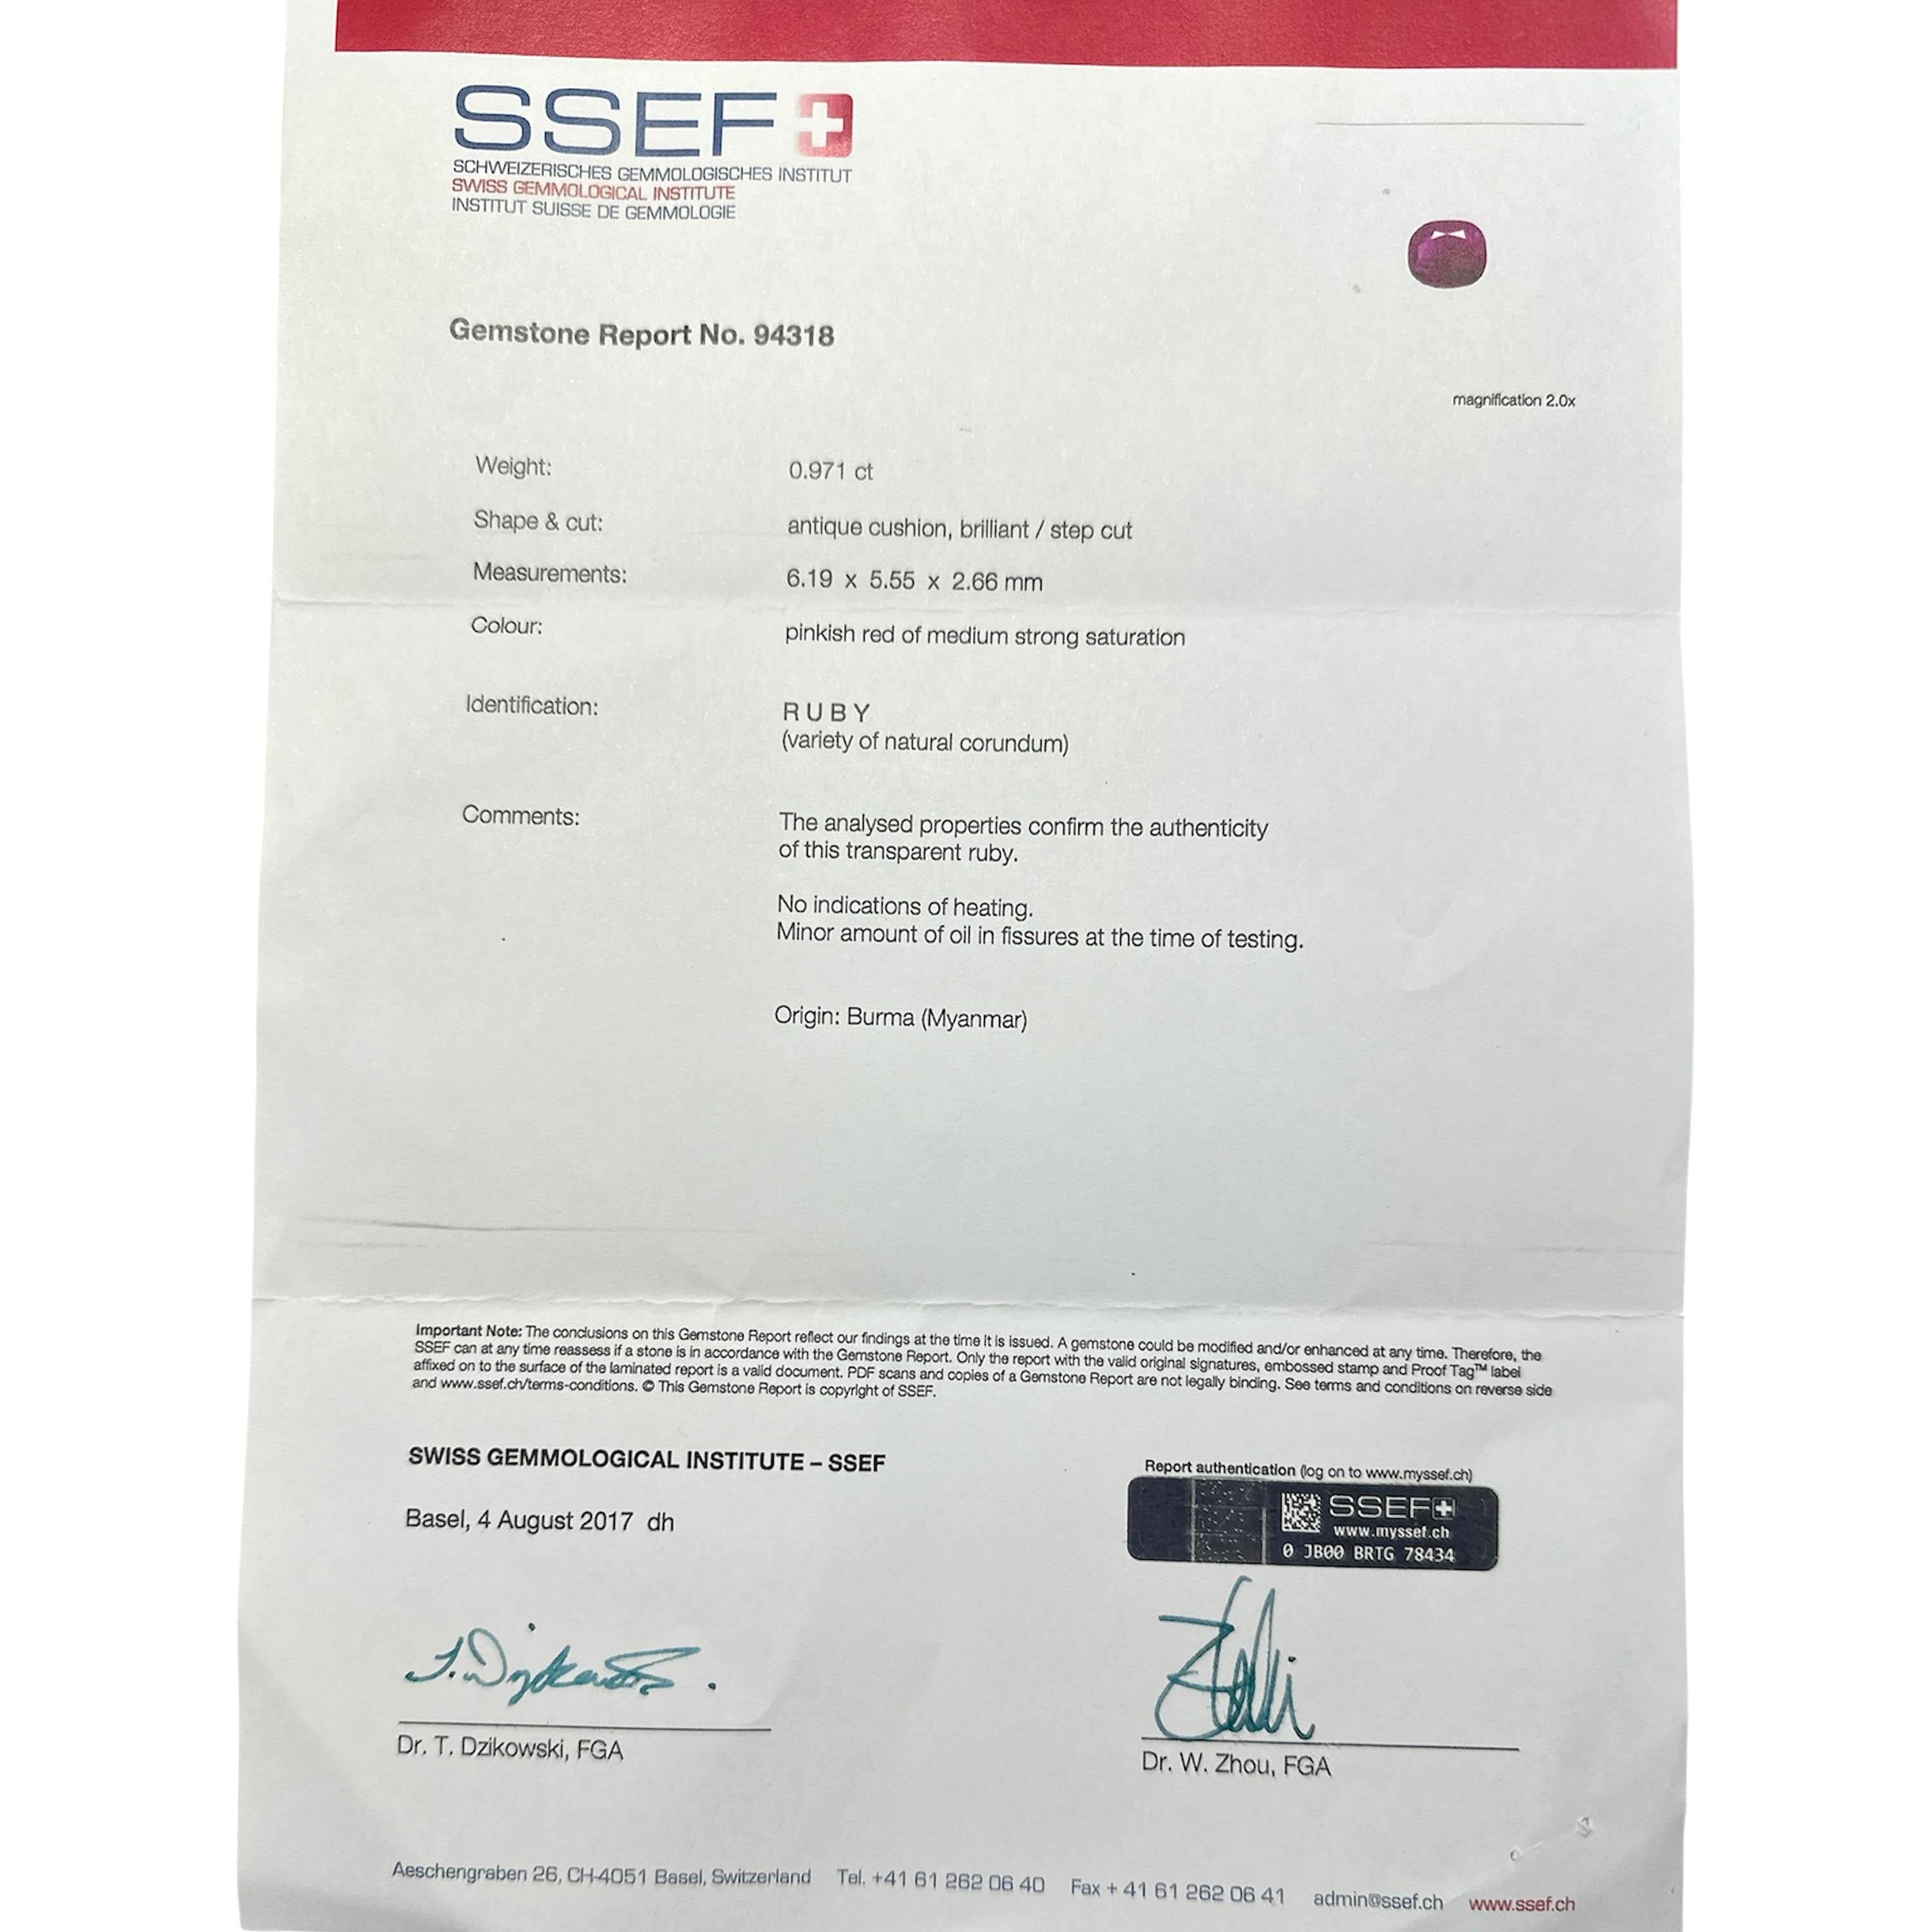 SSEF
SCHWEIZERISCHES GEMMOLOGISCHES INSTITUT
SWISS GEMMOLOGICAL INSTITUTE
INSTITUT SUISSE DE GEMMOLOGIE
Gemstone Report No. 94318
magnification 2.0x
Weight: 0.971 ct
Shape & cut: antique cushion, brilliant / step cut
Measurements: 6.19 x 5.55 x 2.66 mm
Colour: pinkish red of medium strong saturation
Identification: RUBY
(variety of natural corundum)
Comments: The analysed properties confirm the authenticity
of this transparent ruby.
No indications of heating.
Minor amount of oil in fissures at the time of testing.
Origin: Burma (Myanmar)
Important Note: The conclusions on this Gemstone Report reflect our findings at the time it is issued. A gemstone could be modified and/or enhanced at any time. Therefore, the
SSEF can at any time reassess if a stone is in accordance with the Gemstone Report. Only the report with the valid original signatures, embossed stamp and Proof Tag™ label
affixed on to the surface of the laminated report is a valid document. PDF scans and copies of a Gemstone Report are not legally binding. See terms and conditions on reverse side
and www.ssef.ch/terms-conditions. © This Gemstone Report is copyright of SSEF.
SWISS GEMMOLOGICAL INSTITUTE – SSEF
Basel, 4 August 2017 dh
Report authentication (log on to www.myssef.ch)
SSEF
www.myssef.ch
0 JB00 BRTG 78434
T. Dzikowski
Dr. T. Dzikowski, FGA
Dr. W. Zhou, FGA
Aeschengraben 26, CH-4051 Basel, Switzerland Tel. +41 61 262 06 40 Fax + 41 61 262 06 41 admin@ssef.ch www.ssef.ch